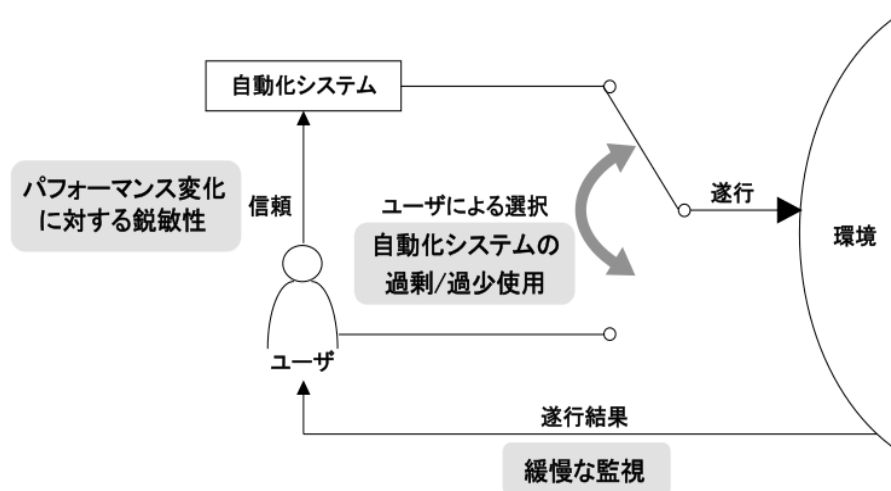 自動化システム
パフォーマンス変化
に対する鋭敏性
信頼
ユーザによる選択
自動化システムの
過剰/過少使用
遂行
環境
ユーザ
遂行結果
緩慢な監視